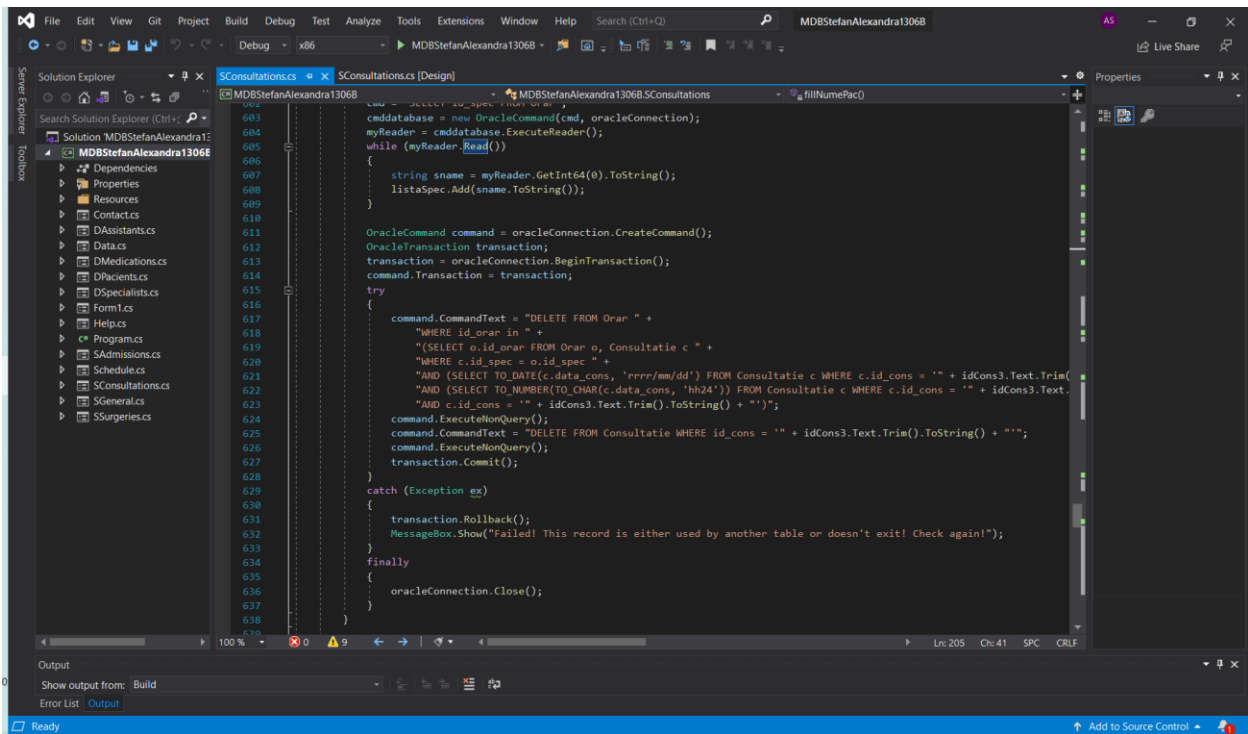 File Edit View Git Project Build Debug Test Analyze Tools Extensions Window Help Search (Ctrl+Q) MDBStefanAlexandra1306B AS
Debug x86 MDBStefanAlexandra1306B Live Share
Server Explorer
Toolbox
Solution Explorer
Search Solution Explorer (Ctrl+;
Solution 'MDBStefanAlexandra13
MDBStefanAlexandra1306B
Dependencies
Properties
Resources
Contact.cs
DAssistants.cs
Data.cs
DMedications.cs
DPacients.cs
DSpecialists.cs
Form1.cs
Help.cs
Program.cs
SAdmissions.cs
Schedule.cs
SConsultations.cs
SGeneral.cs
SSurgeries.cs
SConsultations.cs SConsultations.cs [Design]
MDBStefanAlexandra1306B MDBStefanAlexandra1306B.SConsultations fillNumePac()
602 cmd = "SELECT id_spec FROM Orar";
603 cmddatabase = new OracleCommand(cmd, oracleConnection);
604 myReader = cmddatabase.ExecuteReader();
605 while (myReader.Read())
606 {
607 string sname = myReader.GetInt64(0).ToString();
608 listaSpec.Add(sname.ToString());
609 }
610
611 OracleCommand command = oracleConnection.CreateCommand();
612 OracleTransaction transaction;
613 transaction = oracleConnection.BeginTransaction();
614 command.Transaction = transaction;
615 try
616 {
617 command.CommandText = "DELETE FROM Orar " +
618 "WHERE id_orar in " +
619 "(SELECT o.id_orar FROM Orar o, Consultatie c " +
620 "WHERE c.id_spec = o.id_spec " +
621 "AND (SELECT TO_DATE(c.data_cons, 'rrrr/mm/dd') FROM Consultatie c WHERE c.id_cons = '" + idCons3.Text.Trim(
622 "AND (SELECT TO_NUMBER(TO_CHAR(c.data_cons, 'hh24')) FROM Consultatie c WHERE c.id_cons = '" + idCons3.Text.
623 "AND c.id_cons = '" + idCons3.Text.Trim().ToString() + "')";
624 command.ExecuteNonQuery();
625 command.CommandText = "DELETE FROM Consultatie WHERE id_cons = '" + idCons3.Text.Trim().ToString() + "'";
626 command.ExecuteNonQuery();
627 transaction.Commit();
628 }
629 catch (Exception ex)
630 {
631 transaction.Rollback();
632 MessageBox.Show("Failed! This record is either used by another table or doesn't exit! Check again!");
633 }
634 finally
635 {
636 oracleConnection.Close();
637 }
638 }
639
100 % 0 9 Ln: 205 Ch: 41 SPC CRLF
Properties
Output
Show output from: Build
Error List Output
Ready Add to Source Control 1